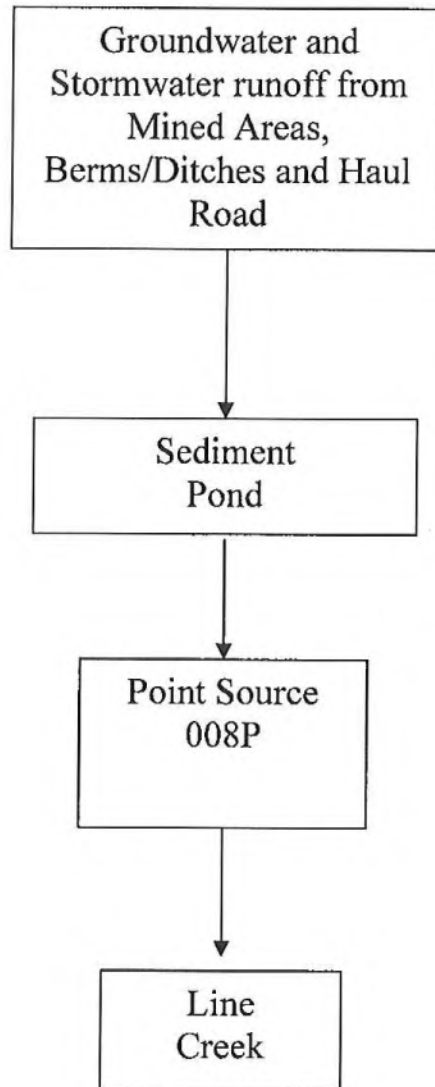 Groundwater and
Stormwater runoff from
Mined Areas,
Berms/Ditches and Haul
Road
Sediment
Pond
Point Source
008P
Line
Creek